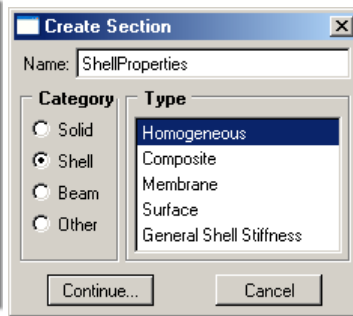 Create Section
Name: ShellProperties
Category
Type
Solid
Shell
Beam
Other
Homogeneous
Composite
Membrane
Surface
General Shell Stiffness
Continue...
Cancel